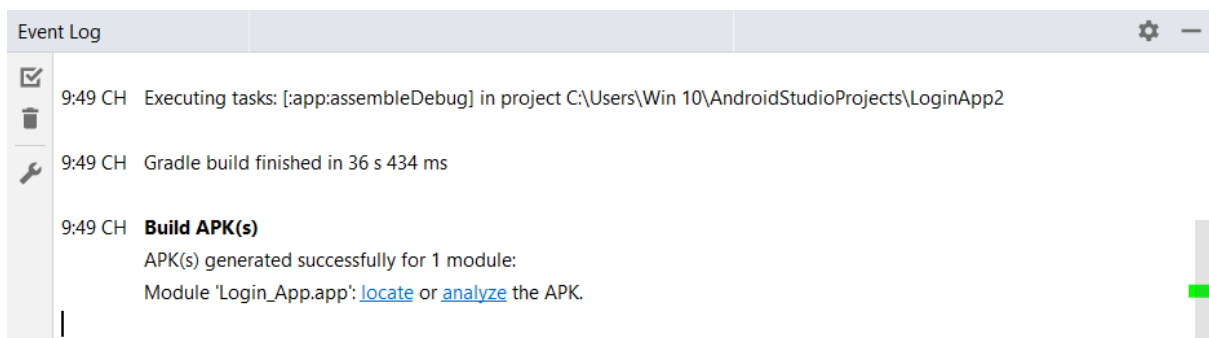 Event Log
9:49 CH Executing tasks: [:app:assembleDebug] in project C:\Users\Win 10\AndroidStudioProjects\LoginApp2
9:49 CH Gradle build finished in 36 s 434 ms
9:49 CH Build APK(s)
APK(s) generated successfully for 1 module:
Module 'Login_App.app': locate or analyze the APK.